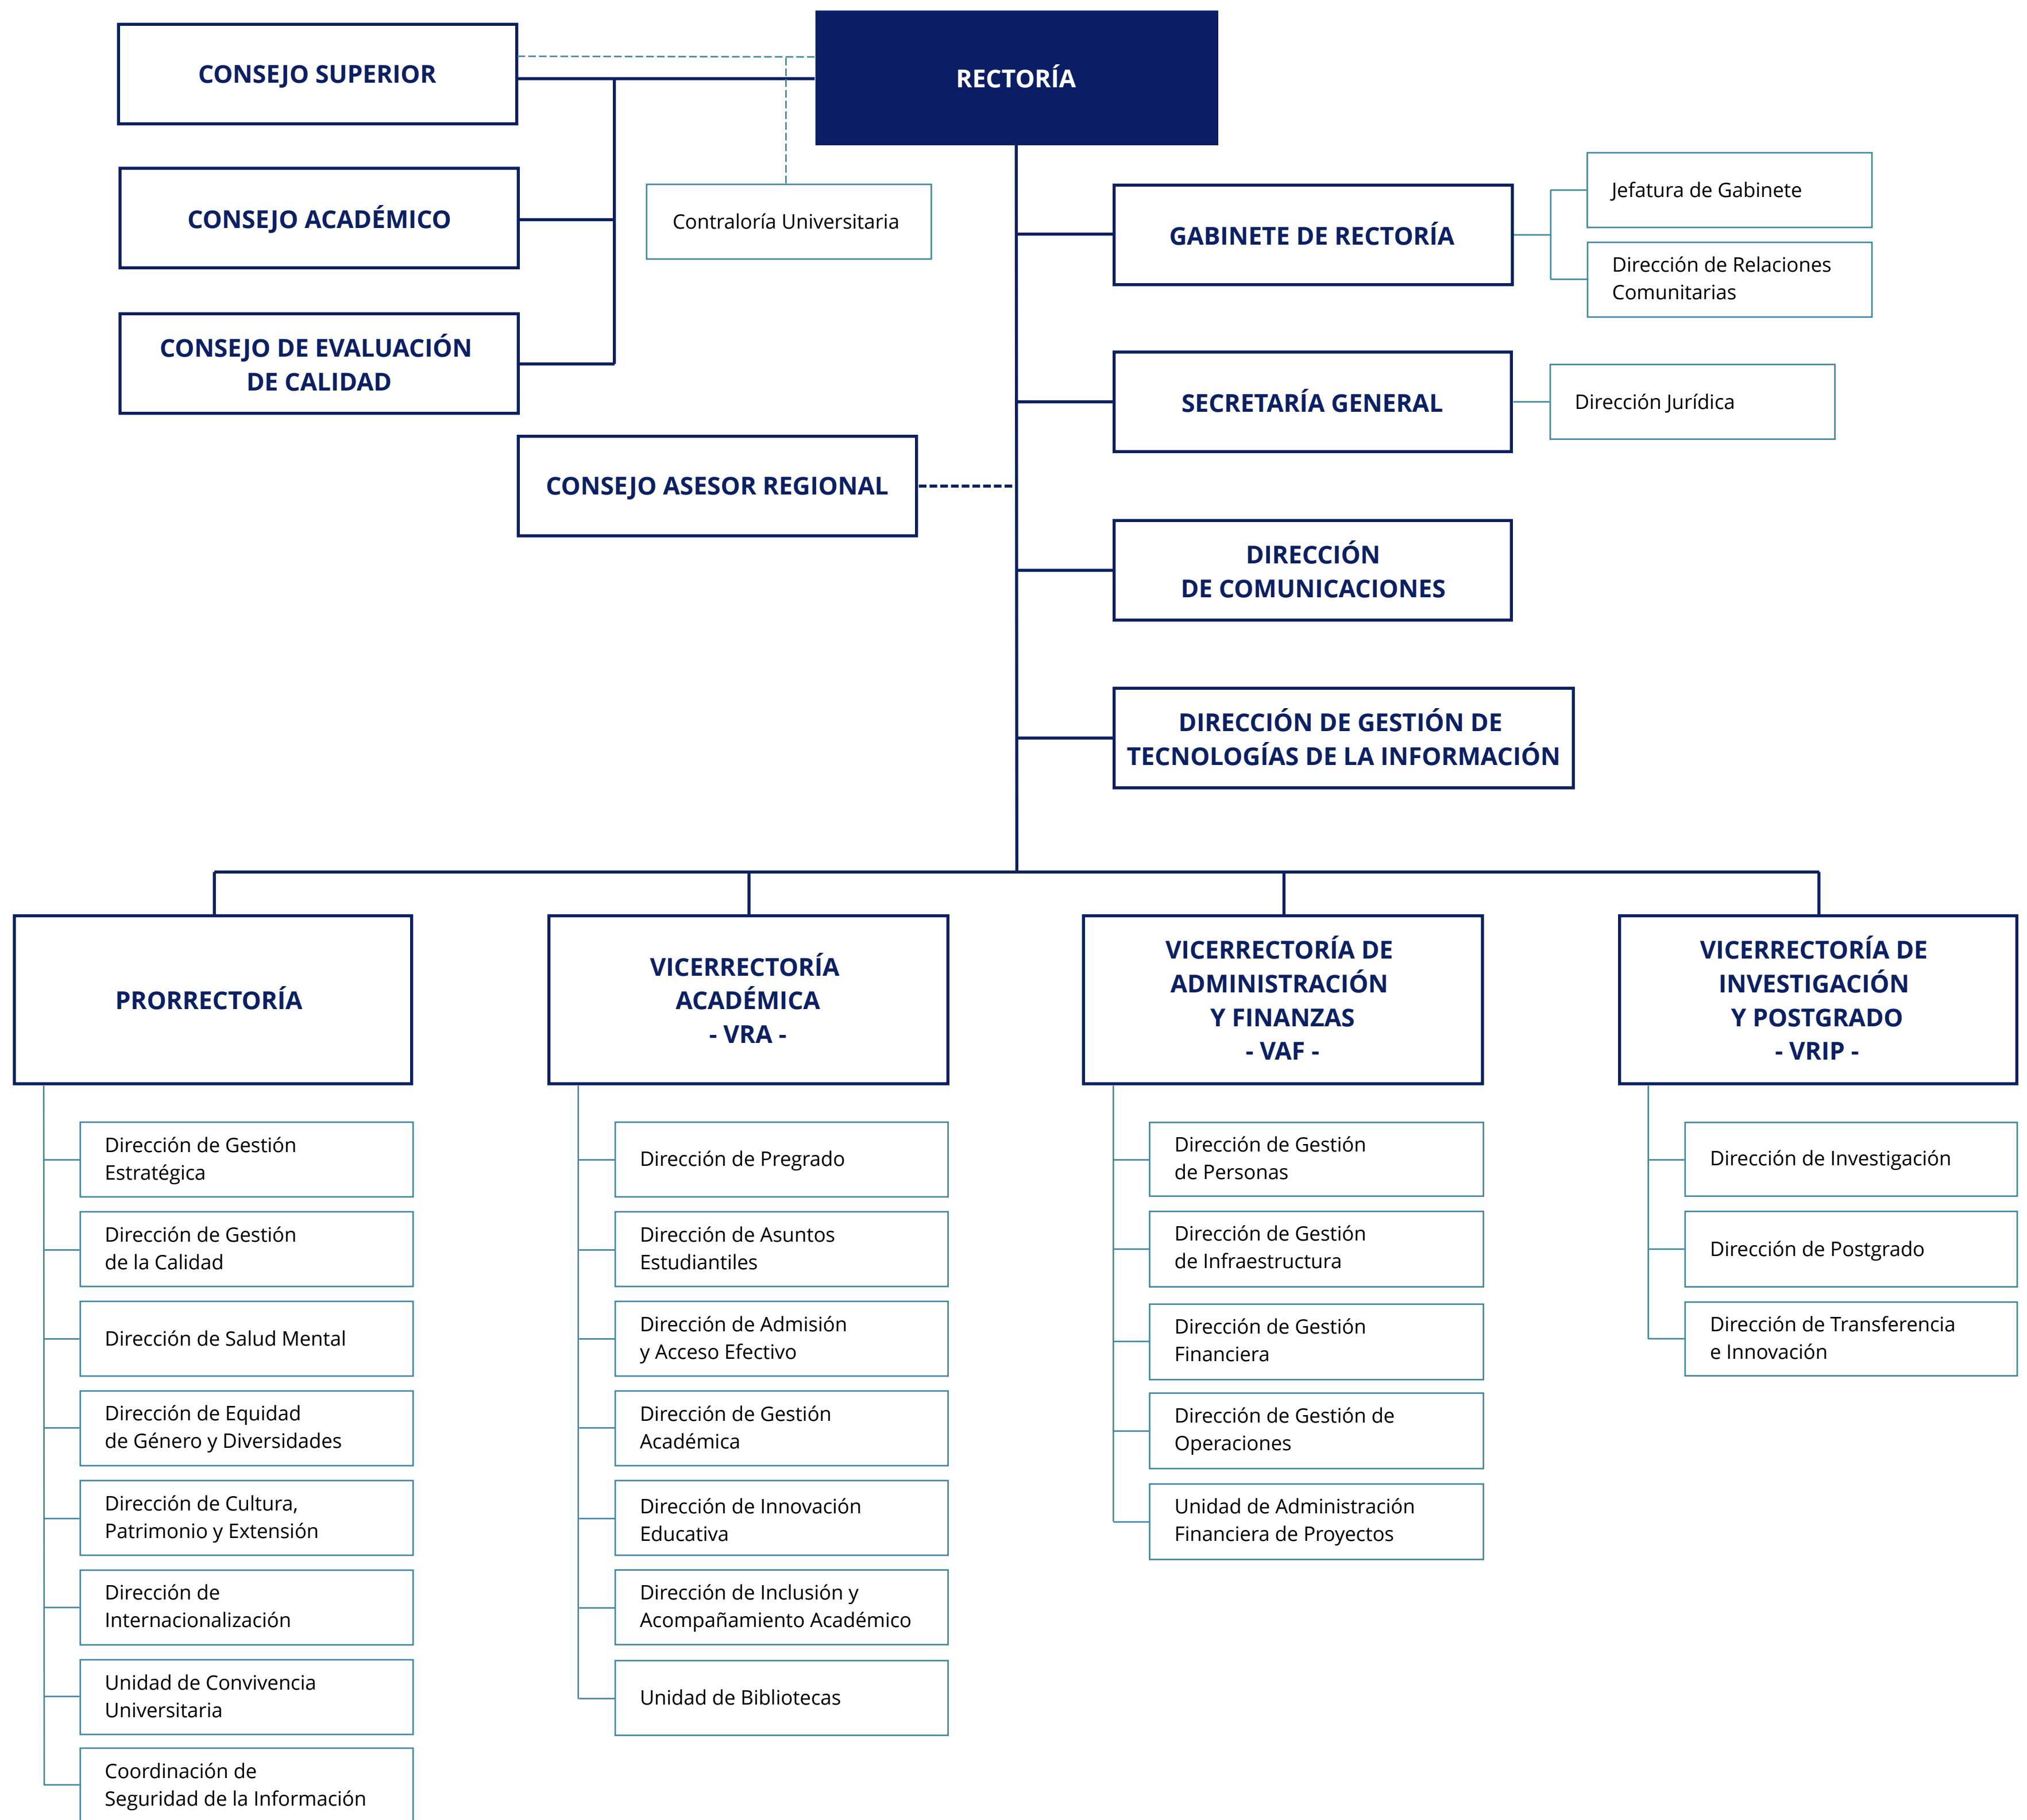 CONSEJO SUPERIOR
RECTORÍA
CONSEJO ACADÉMICO
Contraloría Universitaria
CONSEJO DE EVALUACIÓN
DE CALIDAD
GABINETE DE RECTORÍA
Jefatura de Gabinete
Dirección de Relaciones
Comunitarias
SECRETARÍA GENERAL
Dirección Jurídica
CONSEJO ASESOR REGIONAL
DIRECCIÓN
DE COMUNICACIONES
DIRECCIÓN DE GESTIÓN DE
TECNOLOGÍAS DE LA INFORMACIÓN
PRORRECTORÍA
Dirección de Gestión
Estratégica
Dirección de Gestión
de la Calidad
Dirección de Salud Mental
Dirección de Equidad
de Género y Diversidades
Dirección de Cultura,
Patrimonio y Extensión
Dirección de
Internacionalización
Unidad de Convivencia
Universitaria
Coordinación de
Seguridad de la Información
VICERRECTORÍA
ACADÉMICA
- VRA -
Dirección de Pregrado
Dirección de Asuntos
Estudiantiles
Dirección de Admisión
y Acceso Efectivo
Dirección de Gestión
Académica
Dirección de Innovación
Educativa
Dirección de Inclusión y
Acompañamiento Académico
Unidad de Bibliotecas
VICERRECTORÍA DE
ADMINISTRACIÓN
Y FINANZAS
- VAF -
Dirección de Gestión
de Personas
Dirección de Gestión
de Infraestructura
Dirección de Gestión
Financiera
Dirección de Gestión de
Operaciones
Unidad de Administración
Financiera de Proyectos
VICERRECTORÍA DE
INVESTIGACIÓN
Y POSTGRADO
- VRIP -
Dirección de Investigación
Dirección de Postgrado
Dirección de Transferencia
e Innovación